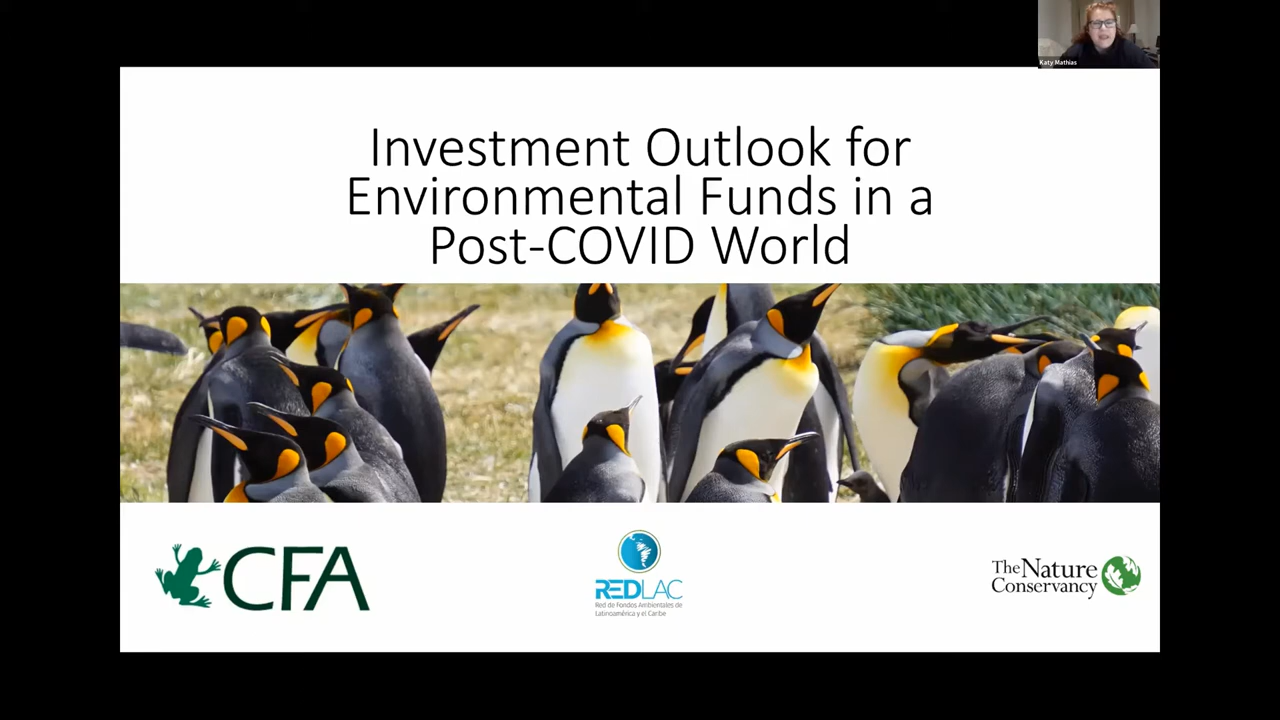 Katy Mathias
Investment Outlook for
Environmental Funds in a
Post-COVID World
CFA
REDLAC
Red de Fondos Ambientales de
Latinoamérica y el Caribe
The Nature
Conservancy